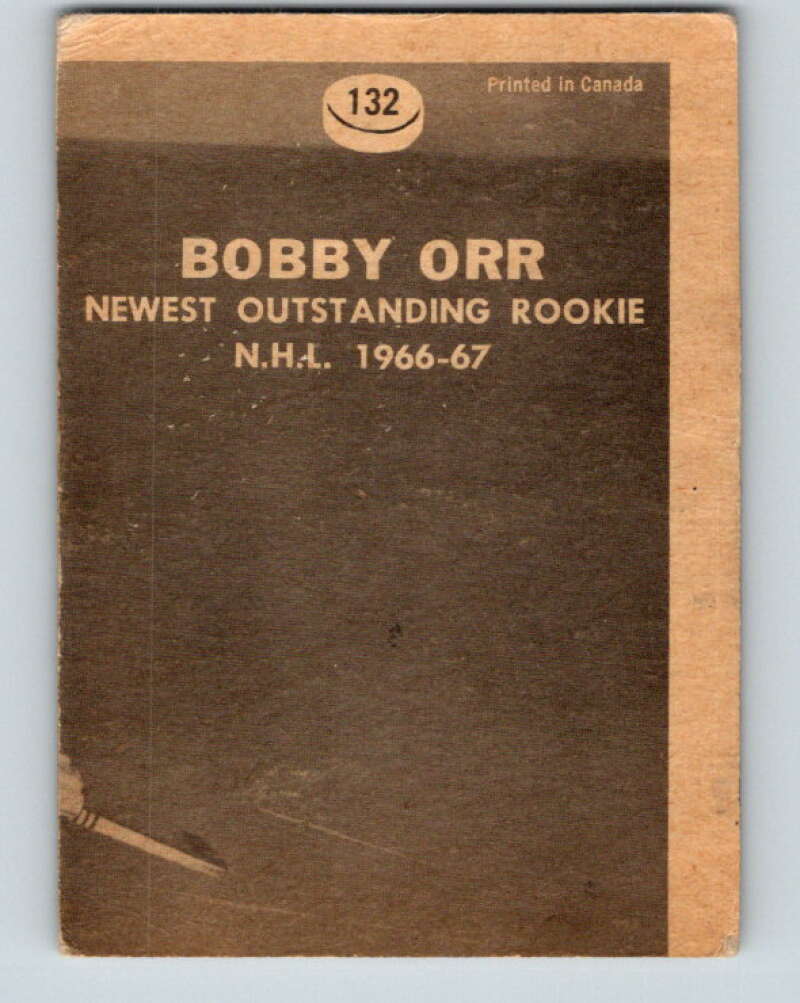 132
Printed in Canada
BOBBY ORR
NEWEST OUTSTANDING ROOKIE
N.H.L. 1966-67